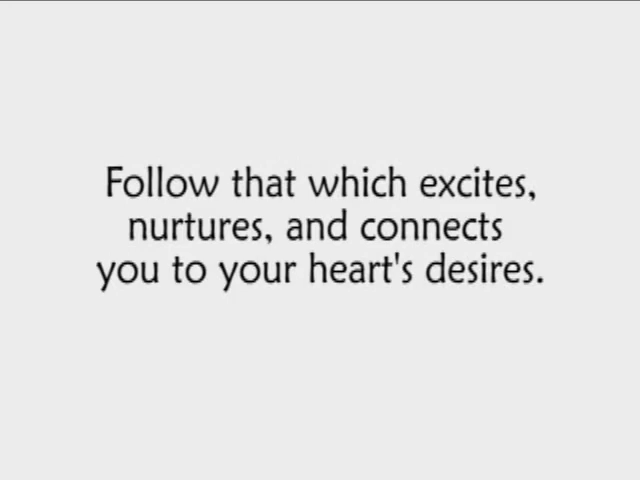 Follow that which excites,
nurtures, and connects
you to your heart's desires.